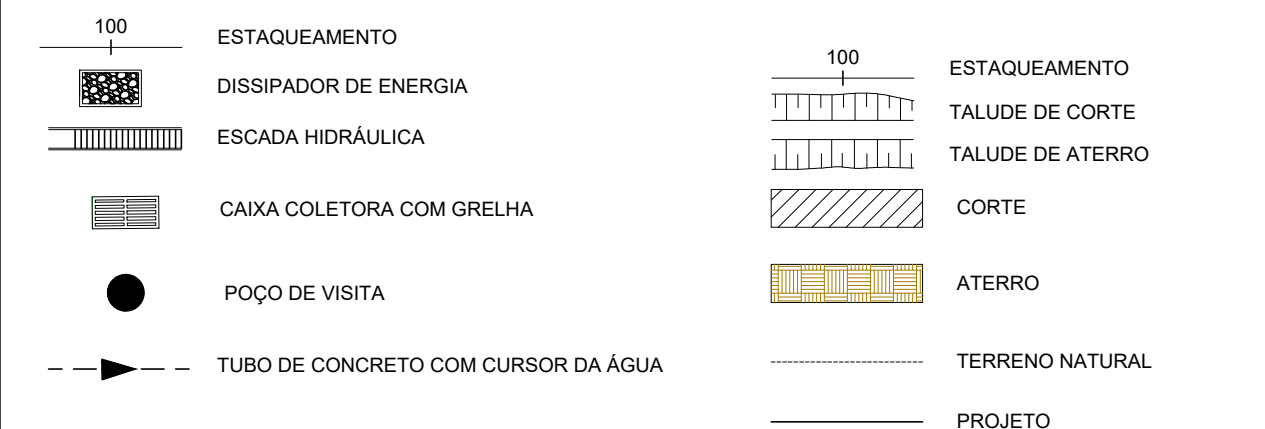 100
ESTAQUEAMENTO
DISSIPADOR DE ENERGIA
ESCADA HIDRÁULICA
CAIXA COLETORA COM GRELHA
POÇO DE VISITA
TUBO DE CONCRETO COM CURSOR DA ÁGUA
100
ESTAQUEAMENTO
TALUDE DE CORTE
TALUDE DE ATERRO
CORTE
ATERRO
TERRENO NATURAL
PROJETO